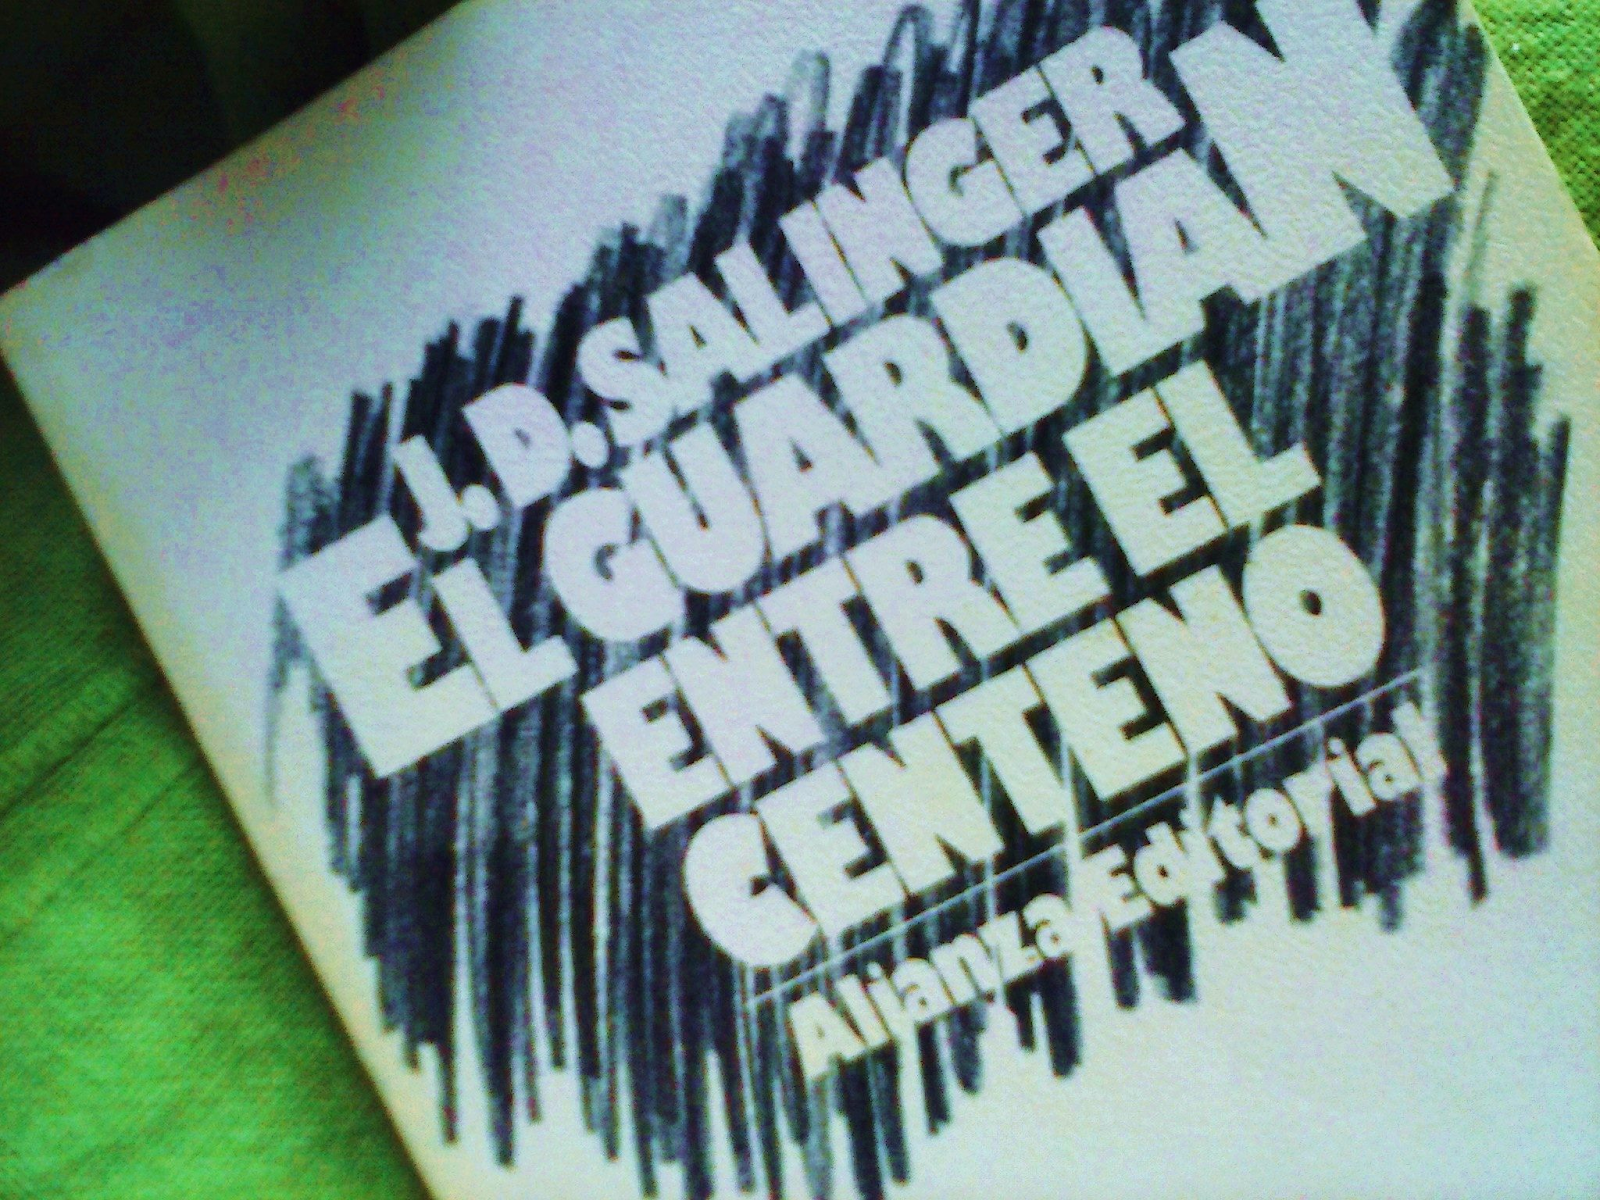 J. D. SALINGER
EL GUARDIAN
ENTRE EL
CENTENO
Alianza Editorial